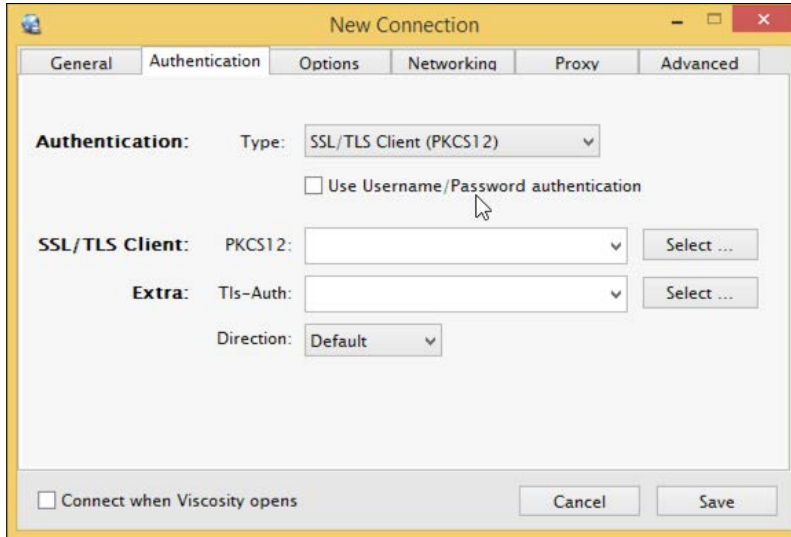 New Connection
General Authentication Options Networking Proxy Advanced
Authentication: Type: SSL/TLS Client (PKCS12)
Use Username/Password authentication
SSL/TLS Client: PKCS12: Select ...
Extra: Tls-Auth: Select ...
Direction: Default
Connect when Viscosity opens Cancel Save